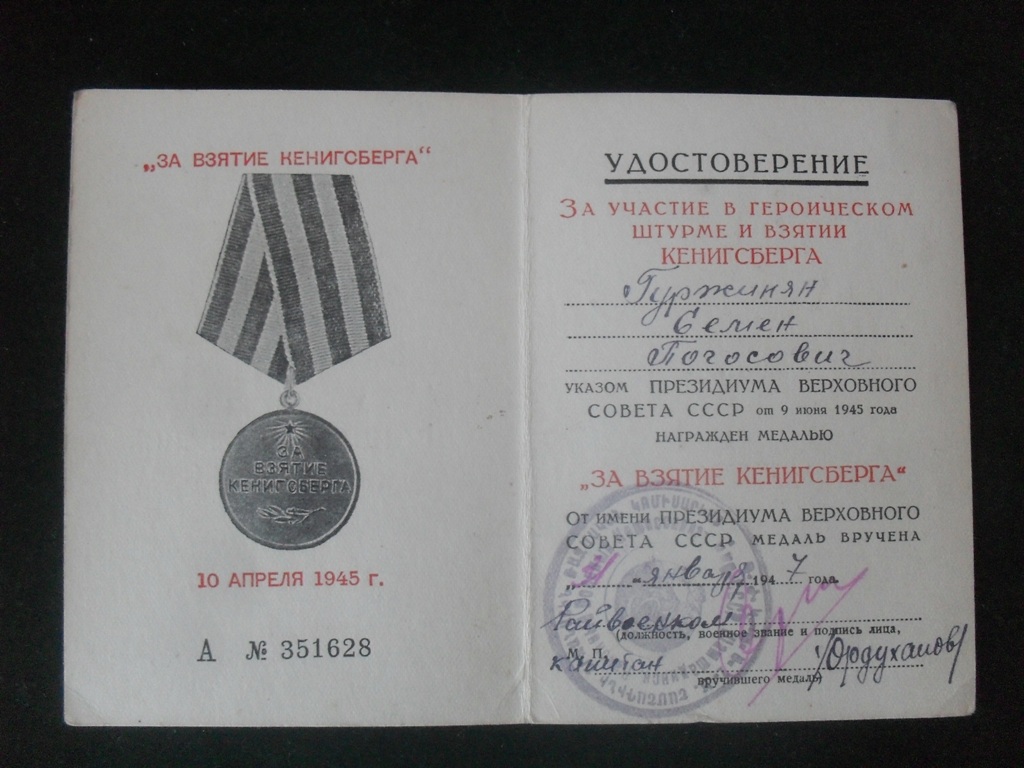 „ЗА ВЗЯТИЕ КЕНИГСБЕРГА“
ЗА
ВЗЯТИЕ
КЕНИГСБЕРГА
10 АПРЕЛЯ 1945 г.
А № 351628
УДОСТОВЕРЕНИЕ
ЗА УЧАСТИЕ В ГЕРОИЧЕСКОМ
ШТУРМЕ И ВЗЯТИИ
КЕНИГСБЕРГА
Гуржинян
Семен
Погосович
УКАЗОМ ПРЕЗИДИУМА ВЕРХОВНОГО
СОВЕТА СССР от 9 июня 1945 года
НАГРАЖДЕН МЕДАЛЬЮ
„ЗА ВЗЯТИЕ КЕНИГСБЕРГА“
ОТ ИМЕНИ ПРЕЗИДИУМА ВЕРХОВНОГО
СОВЕТА СССР МЕДАЛЬ ВРУЧЕНА
января 1947 года
Райвоенком
(должность, военное звание и подпись лица,
М. П.
капитан /Ордуханов/
вручившего медаль)